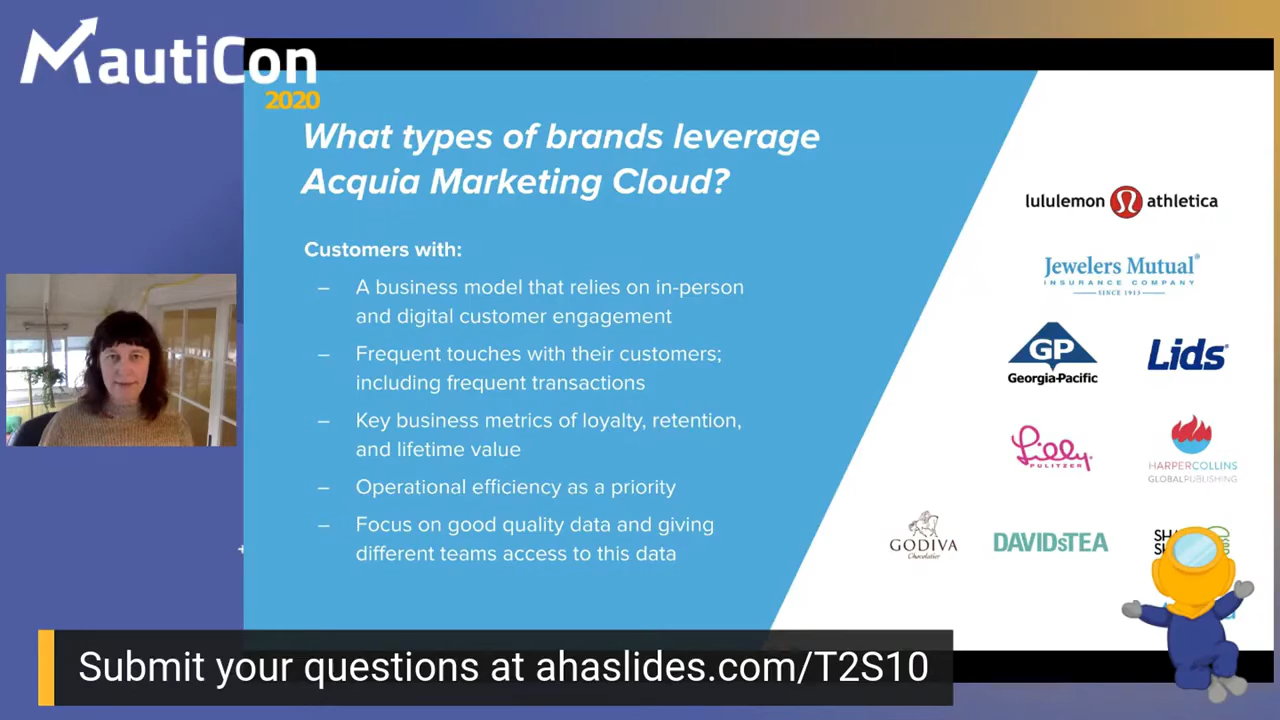 MautiCon
2020
What types of brands leverage
Acquia Marketing Cloud?
Customers with:
– A business model that relies on in-person
and digital customer engagement
– Frequent touches with their customers;
including frequent transactions
– Key business metrics of loyalty, retention,
and lifetime value
– Operational efficiency as a priority
– Focus on good quality data and giving
different teams access to this data
lululemon athletica
Jewelers Mutual®
INSURANCE COMPANY
SINCE 1913
GP
Georgia-Pacific
Lids®
Lilly
PULITZER
HARPERCOLLINS
GLOBALPUBLISHING
GODIVA
Chocolatier
DAVIDsTEA
Submit your questions at ahaslides.com/T2S10